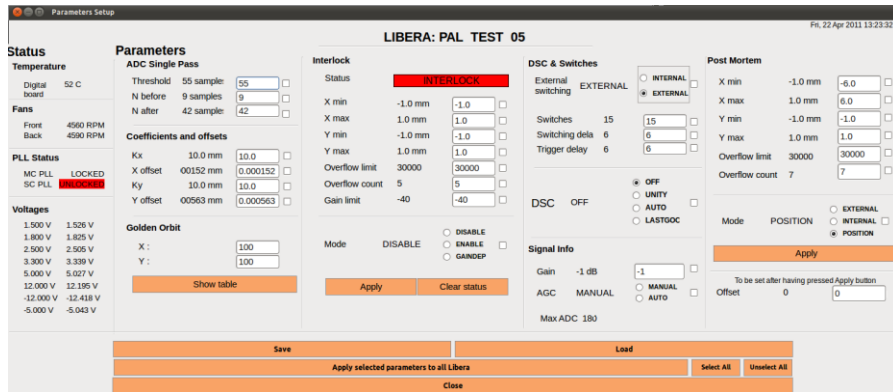 Parameters Setup
Fri, 22 Apr 2011 13:23:32
LIBERA: PAL TEST 05
Status
Temperature
Digital board 52 C
Fans
Front 4560 RPM
Back 4590 RPM
PLL Status
MC PLL LOCKED
SC PLL UNLOCKED
Voltages
1.500 V 1.526 V
1.800 V 1.825 V
2.500 V 2.505 V
3.300 V 3.339 V
5.000 V 5.027 V
12.000 V 12.195 V
-12.000 V -12.418 V
-5.000 V -5.043 V
Parameters
ADC Single Pass
Threshold 55 samples 55
N before 9 samples 9
N after 42 samples 42
Coefficients and offsets
Kx 10.0 mm 10.0
X offset 00152 mm 0.000152
Ky 10.0 mm 10.0
Y offset 00563 mm 0.000563
Golden Orbit
X : 100
Y : 100
Show table
Interlock
Status INTERLOCK
X min -1.0 mm -1.0
X max 1.0 mm 1.0
Y min -1.0 mm -1.0
Y max 1.0 mm 1.0
Overflow limit 30000 30000
Overflow count 5 5
Gain limit -40 -40
Mode DISABLE
DISABLE
ENABLE
GAINDEP
Apply Clear status
DSC & Switches
External switching EXTERNAL
INTERNAL
EXTERNAL
Switches 15 15
Switching dela 6 6
Trigger delay 6 6
DSC OFF
OFF
UNITY
AUTO
LASTGOC
Signal Info
Gain -1 dB -1
AGC MANUAL
MANUAL
AUTO
Max ADC 180
Post Mortem
X min -1.0 mm -6.0
X max 1.0 mm 6.0
Y min -1.0 mm -1.0
Y max 1.0 mm 1.0
Overflow limit 30000 30000
Overflow count 7 7
Mode POSITION
EXTERNAL
INTERNAL
POSITION
Apply
To be set after having pressed Apply button
Offset 0 0
Save Load
Apply selected parameters to all Libera Select All Unselect All
Close